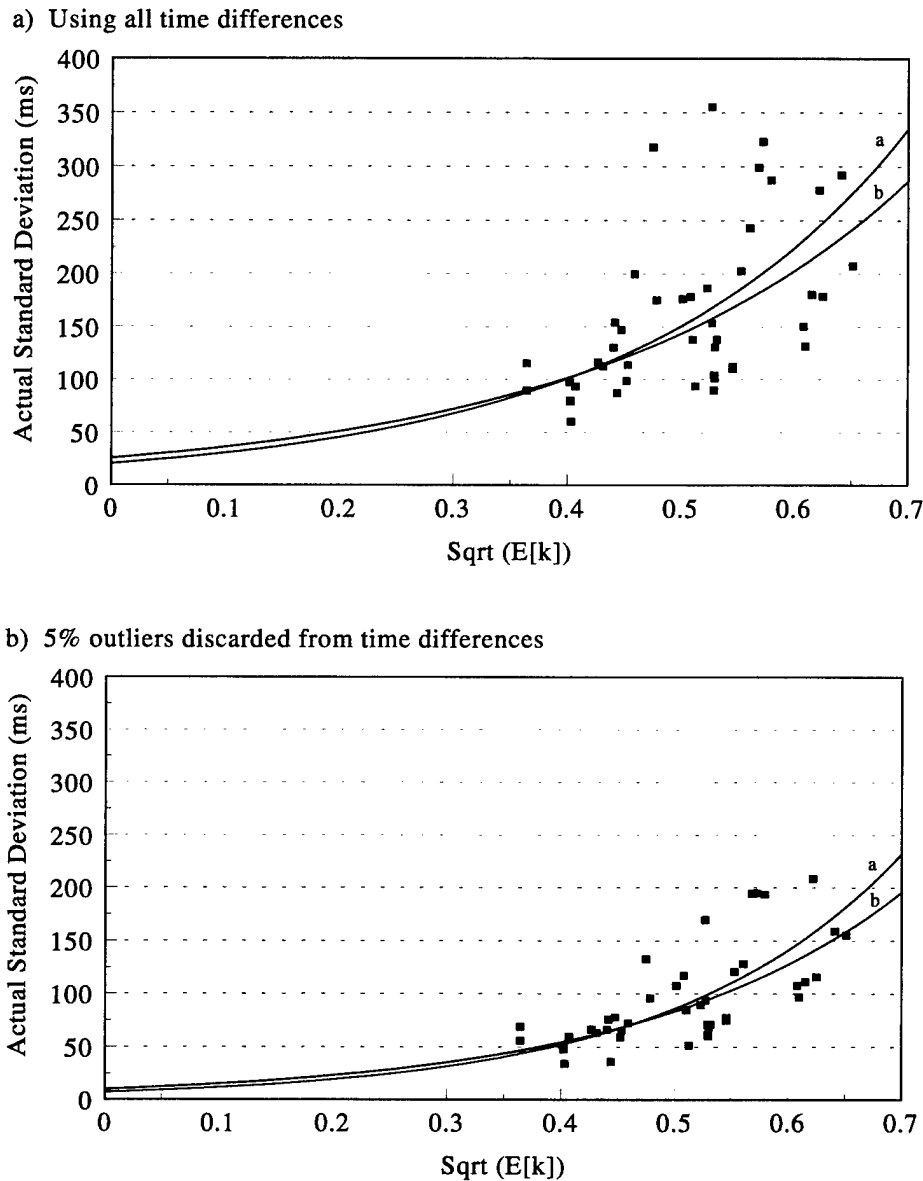 a) Using all time differences
400
350
300
250
200
150
100
50
0
Actual Standard Deviation (ms)
a
b
0 0.1 0.2 0.3 0.4 0.5 0.6 0.7
Sqrt (E[k])
b) 5% outliers discarded from time differences
400
350
300
250
200
150
100
50
0
Actual Standard Deviation (ms)
a
b
0 0.1 0.2 0.3 0.4 0.5 0.6 0.7
Sqrt (E[k])